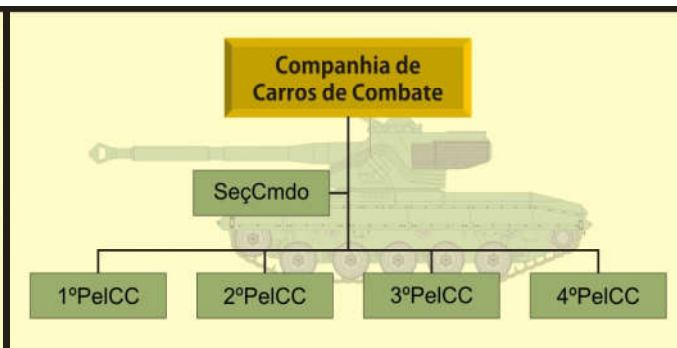 Companhia de
Carros de Combate
SeçCmdo
1ºPelCC
2ºPelCC
3ºPelCC
4ºPelCC